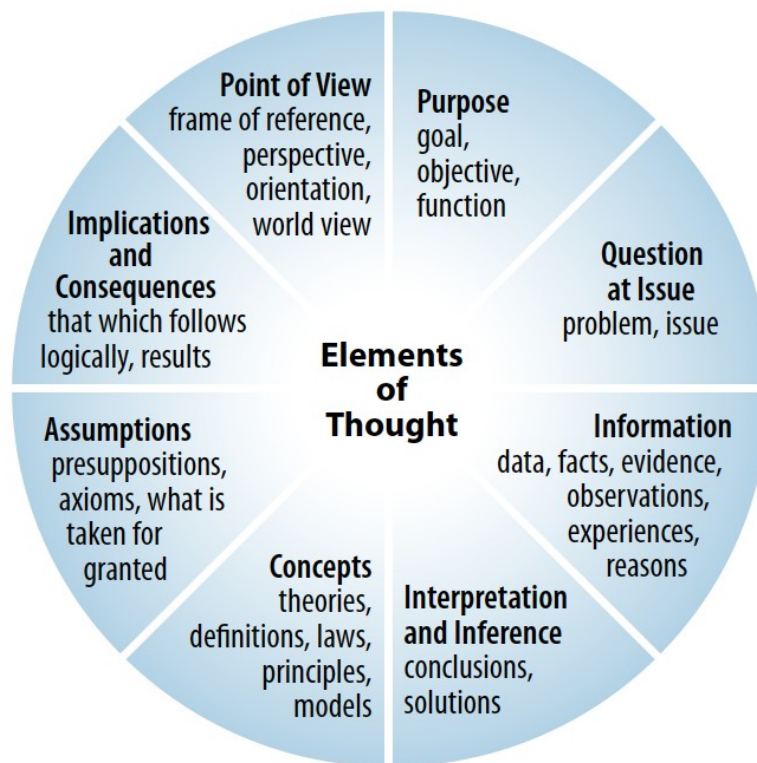 Elements
of
Thought
Purpose
goal,
objective,
function
Question
at Issue
problem, issue
Information
data, facts, evidence,
observations,
experiences,
reasons
Interpretation
and Inference
conclusions,
solutions
Concepts
theories,
definitions, laws,
principles,
models
Assumptions
presuppositions,
axioms, what is
taken for
granted
Implications
and
Consequences
that which follows
logically, results
Point of View
frame of reference,
perspective,
orientation,
world view